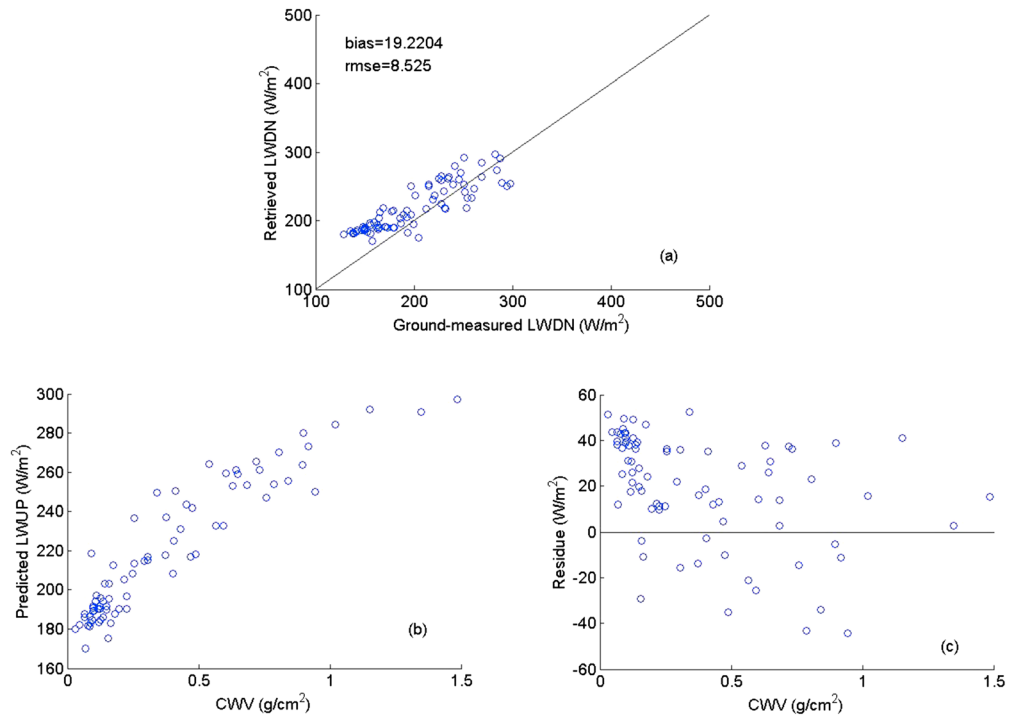 500
400
300
200
100
bias=19.2204
rmse=8.525
Retrieved LWDN (W/m²)
(a)
100 200 300 400 500
Ground-measured LWDN (W/m²)
300
280
260
240
220
200
180
160
Predicted LWUP (W/m²)
(b)
0 0.5 1 1.5
CWV (g/cm²)
60
40
20
0
-20
-40
-60
Residue (W/m²)
(c)
0 0.5 1 1.5
CWV (g/cm²)